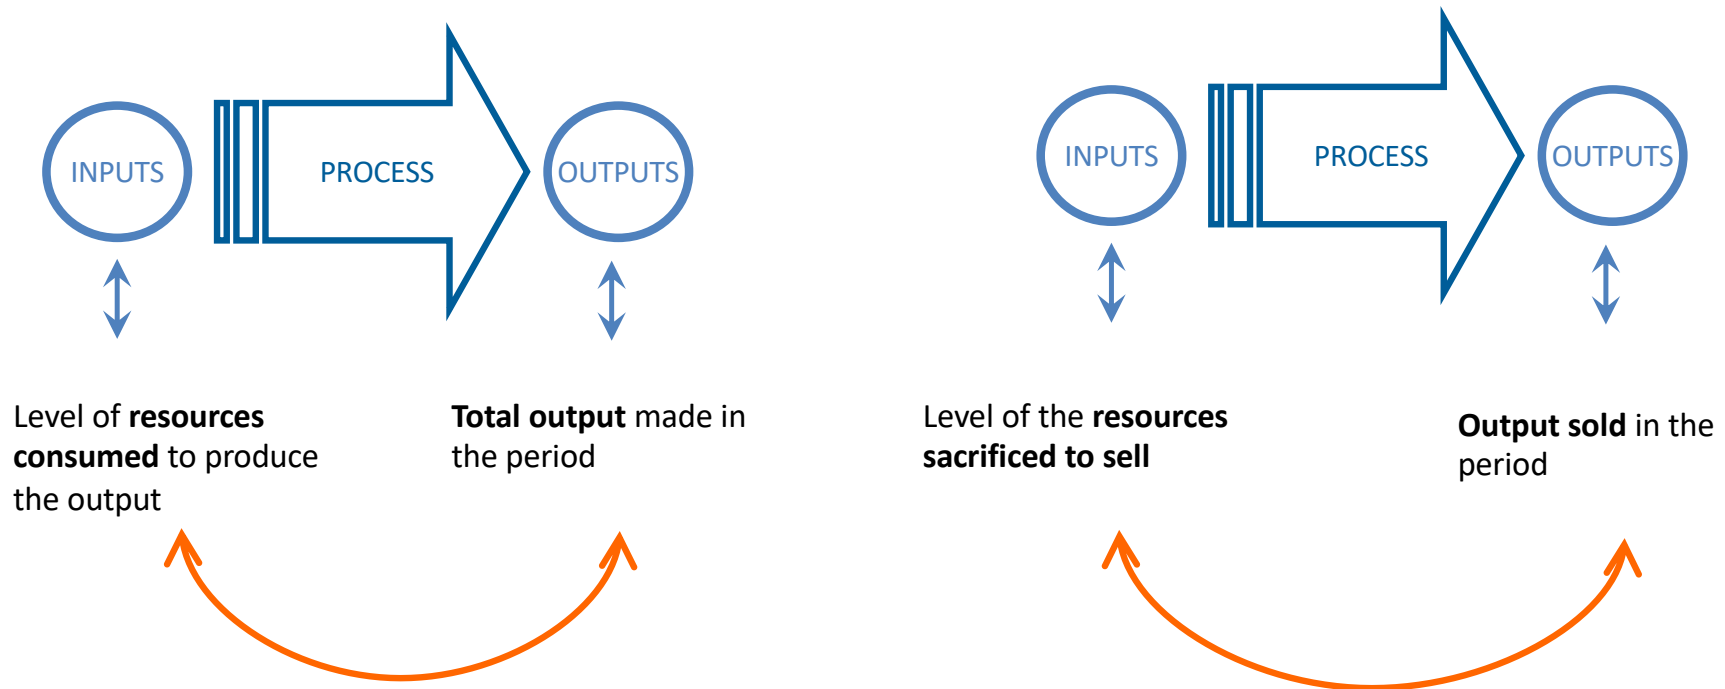 INPUTS
PROCESS
OUTPUTS
Level of resources
consumed to produce
the output
Total output made in
the period
INPUTS
PROCESS
OUTPUTS
Level of the resources
sacrificed to sell
Output sold in the
period